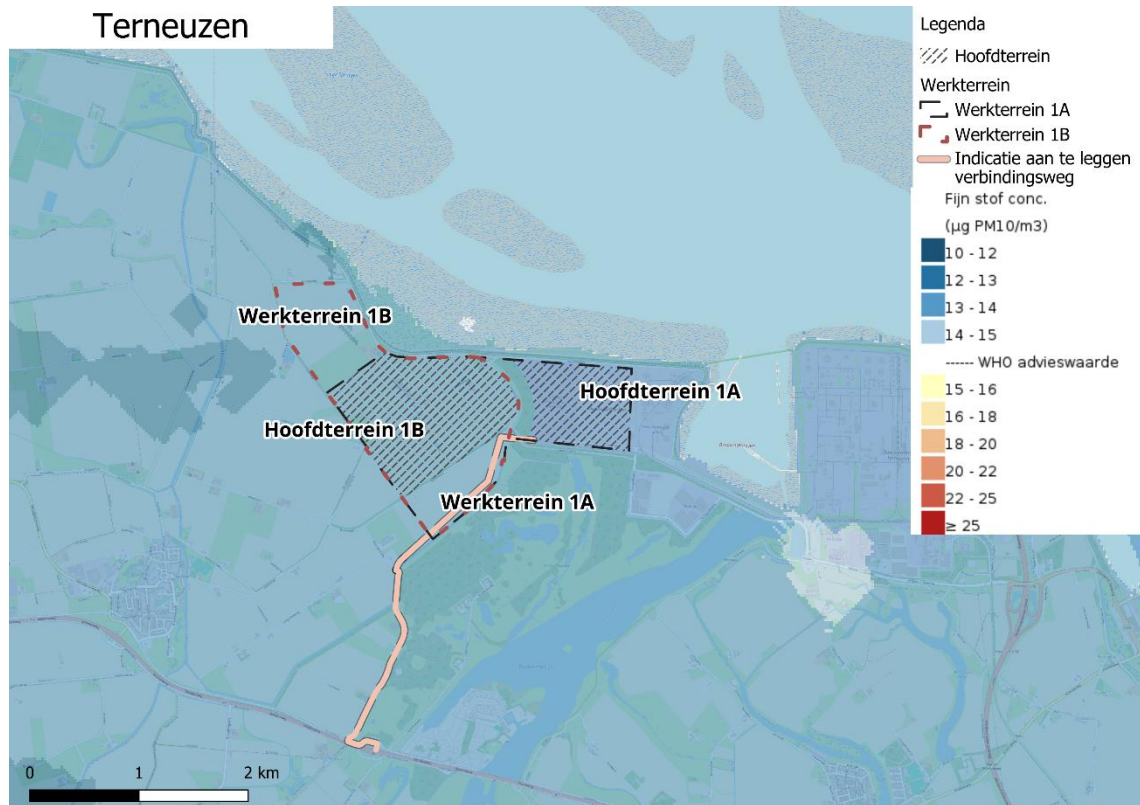 Terneuzen
Legenda
Hoofdterrein
Werkterrein
Werkterrein 1A
Werkterrein 1B
Indicatie aan te leggen
verbindingsweg
Fijn stof conc.
(µg PM10/m3)
10 - 12
12 - 13
13 - 14
14 - 15
------ WHO advieswaarde
15 - 16
16 - 18
18 - 20
20 - 22
22 - 25
≥ 25
Werkterrein 1B
Hoofdterrein 1A
Hoofdterrein 1B
Werkterrein 1A
0 1 2 km